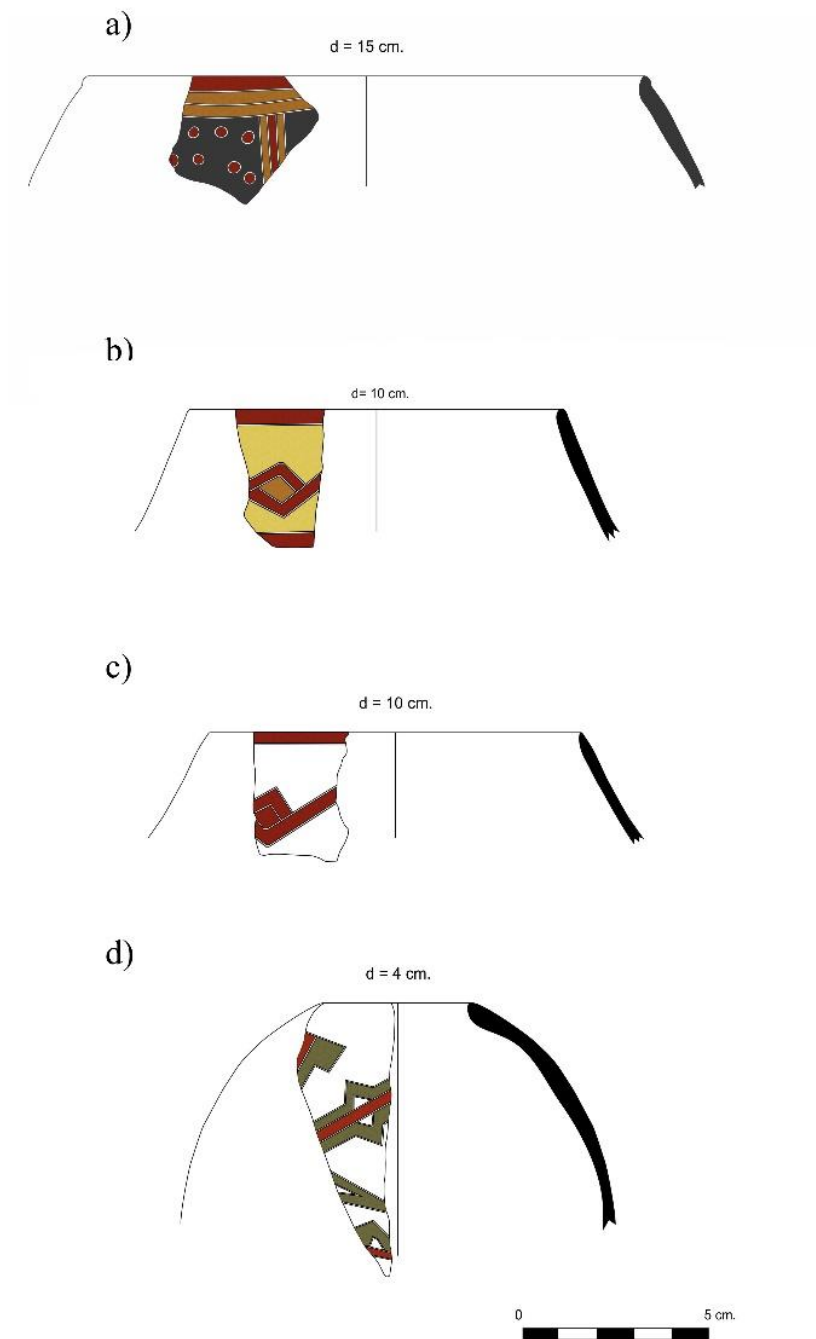 a)
d = 15 cm.
b)
d= 10 cm.
c)
d = 10 cm.
d)
d = 4 cm.
0 5 cm.